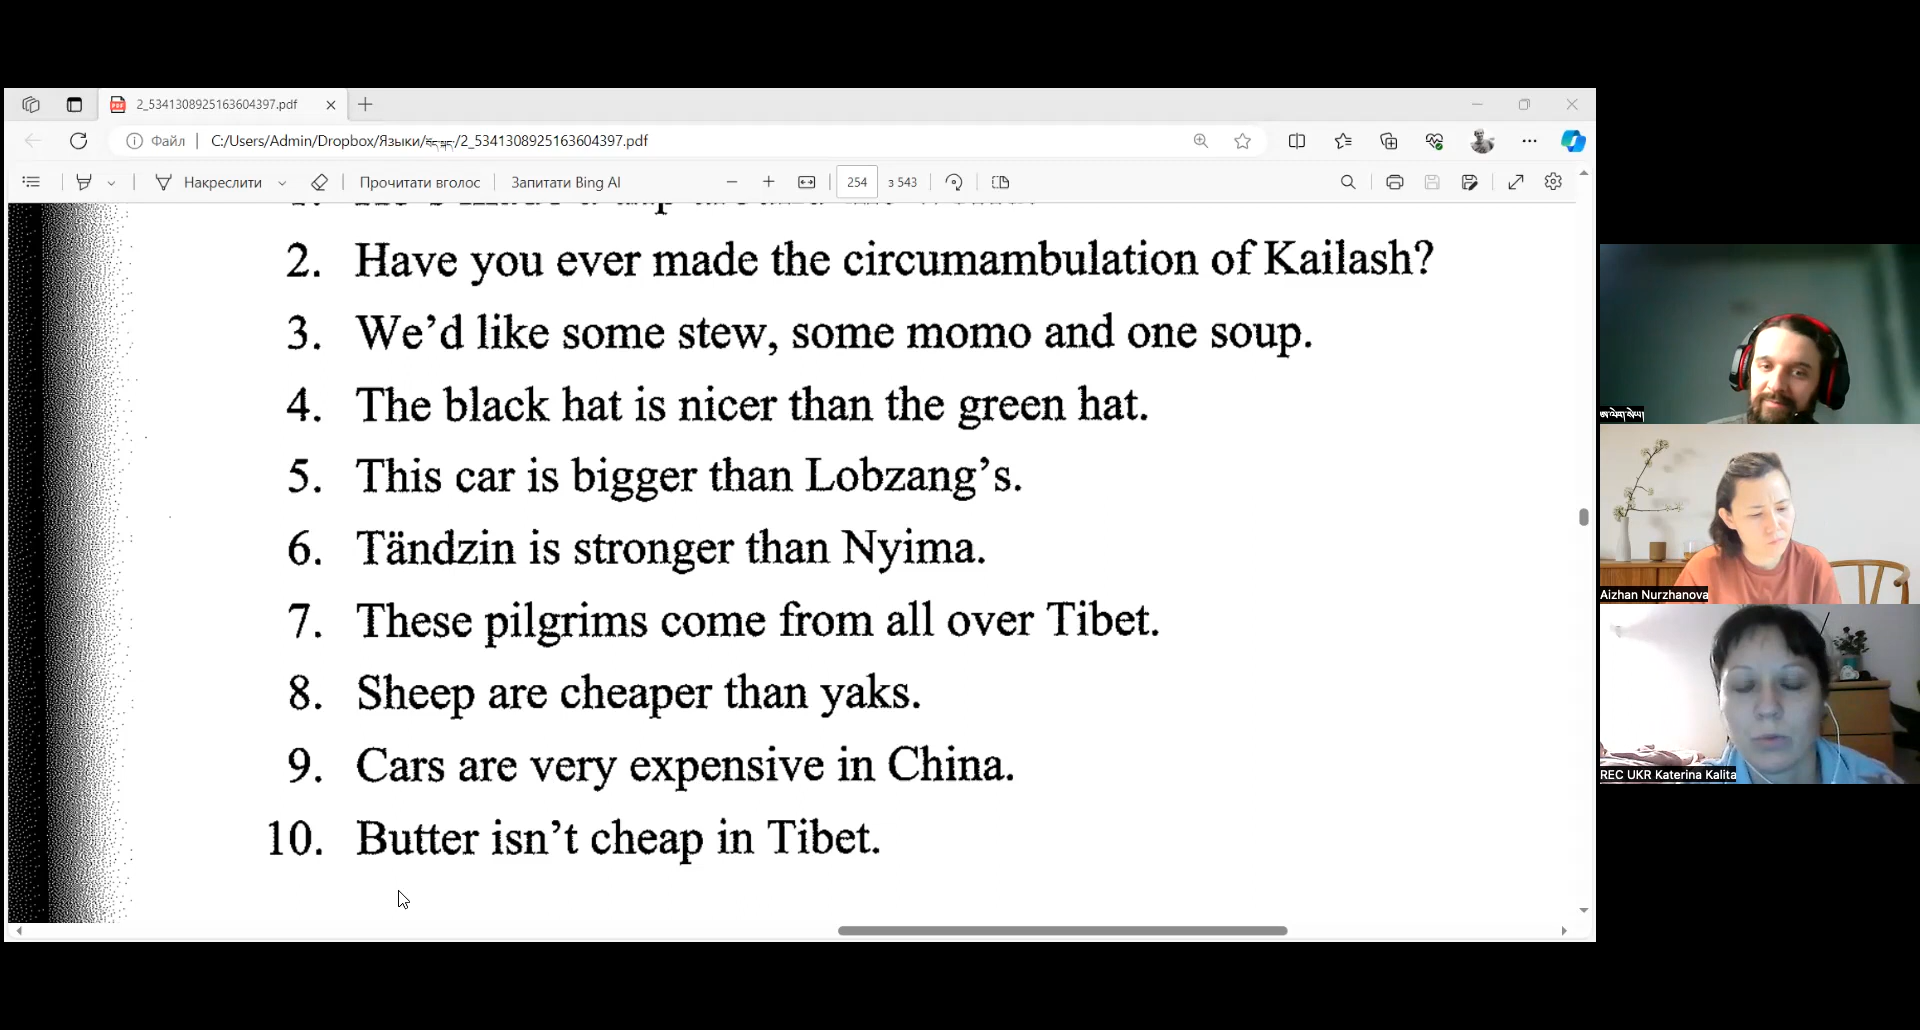 2_5341308925163604397.pdf
Файл
C:/Users/Admin/Dropbox/Языки/བོད་སྐད་/2_5341308925163604397.pdf
Накреслити
Прочитати вголос
Запитати Bing AI
254
з 543
2. Have you ever made the circumambulation of Kailash?
3. We’d like some stew, some momo and one soup.
4. The black hat is nicer than the green hat.
5. This car is bigger than Lobzang’s.
6. Tändzin is stronger than Nyima.
7. These pilgrims come from all over Tibet.
8. Sheep are cheaper than yaks.
9. Cars are very expensive in China.
10. Butter isn’t cheap in Tibet.
Aizhan Nurzhanova
REC UKR Katerina Kalita